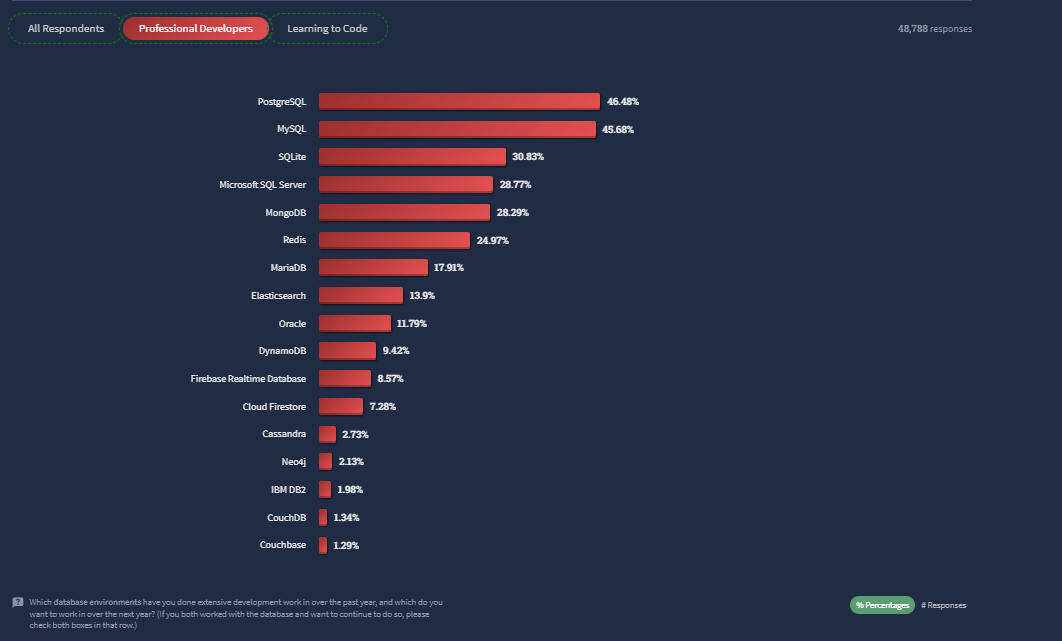 All Respondents Professional Developers Learning to Code 48,788 responses
PostgreSQL 46.48%
MySQL 45.68%
SQLite 30.83%
Microsoft SQL Server 28.77%
MongoDB 28.29%
Redis 24.97%
MariaDB 17.91%
Elasticsearch 13.9%
Oracle 11.79%
DynamoDB 9.42%
Firebase Realtime Database 8.57%
Cloud Firestore 7.28%
Cassandra 2.73%
Neo4j 2.13%
IBM DB2 1.98%
CouchDB 1.34%
Couchbase 1.29%
? Which database environments have you done extensive development work in over the past year, and which do you
want to work in over the next year? (If you both worked with the database and want to continue to do so, please
check both boxes in that row.)
% Percentages # Responses